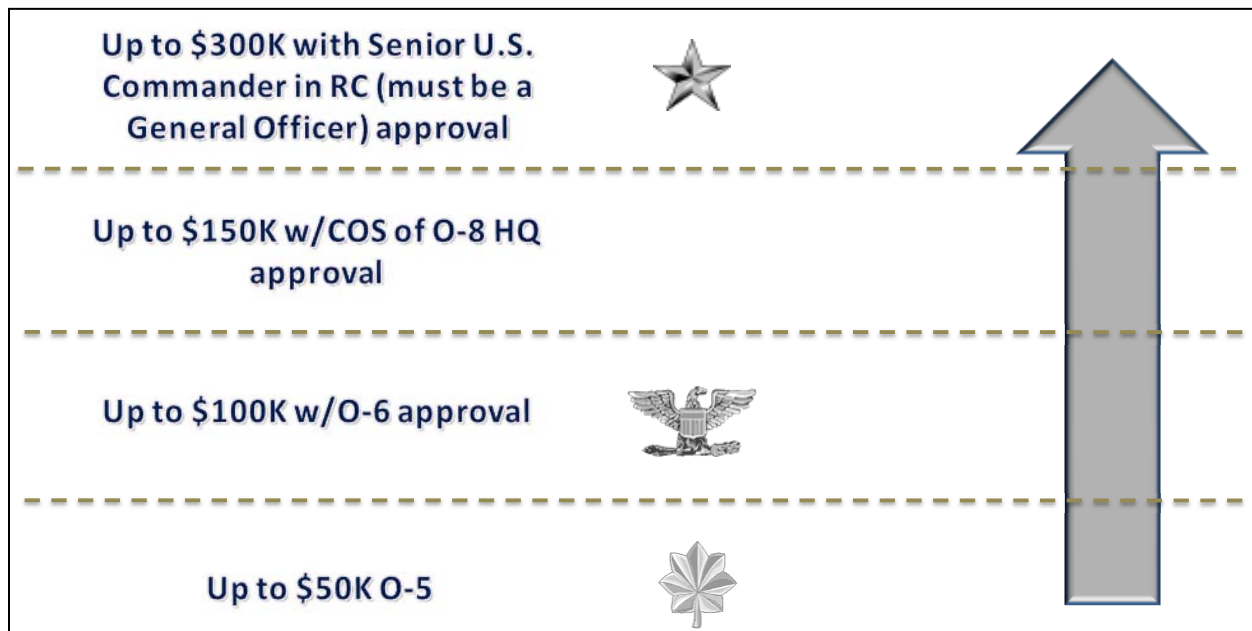 Up to $300K with Senior U.S.
Commander in RC (must be a
General Officer) approval
Up to $150K w/COS of O-8 HQ
approval
Up to $100K w/O-6 approval
Up to $50K O-5